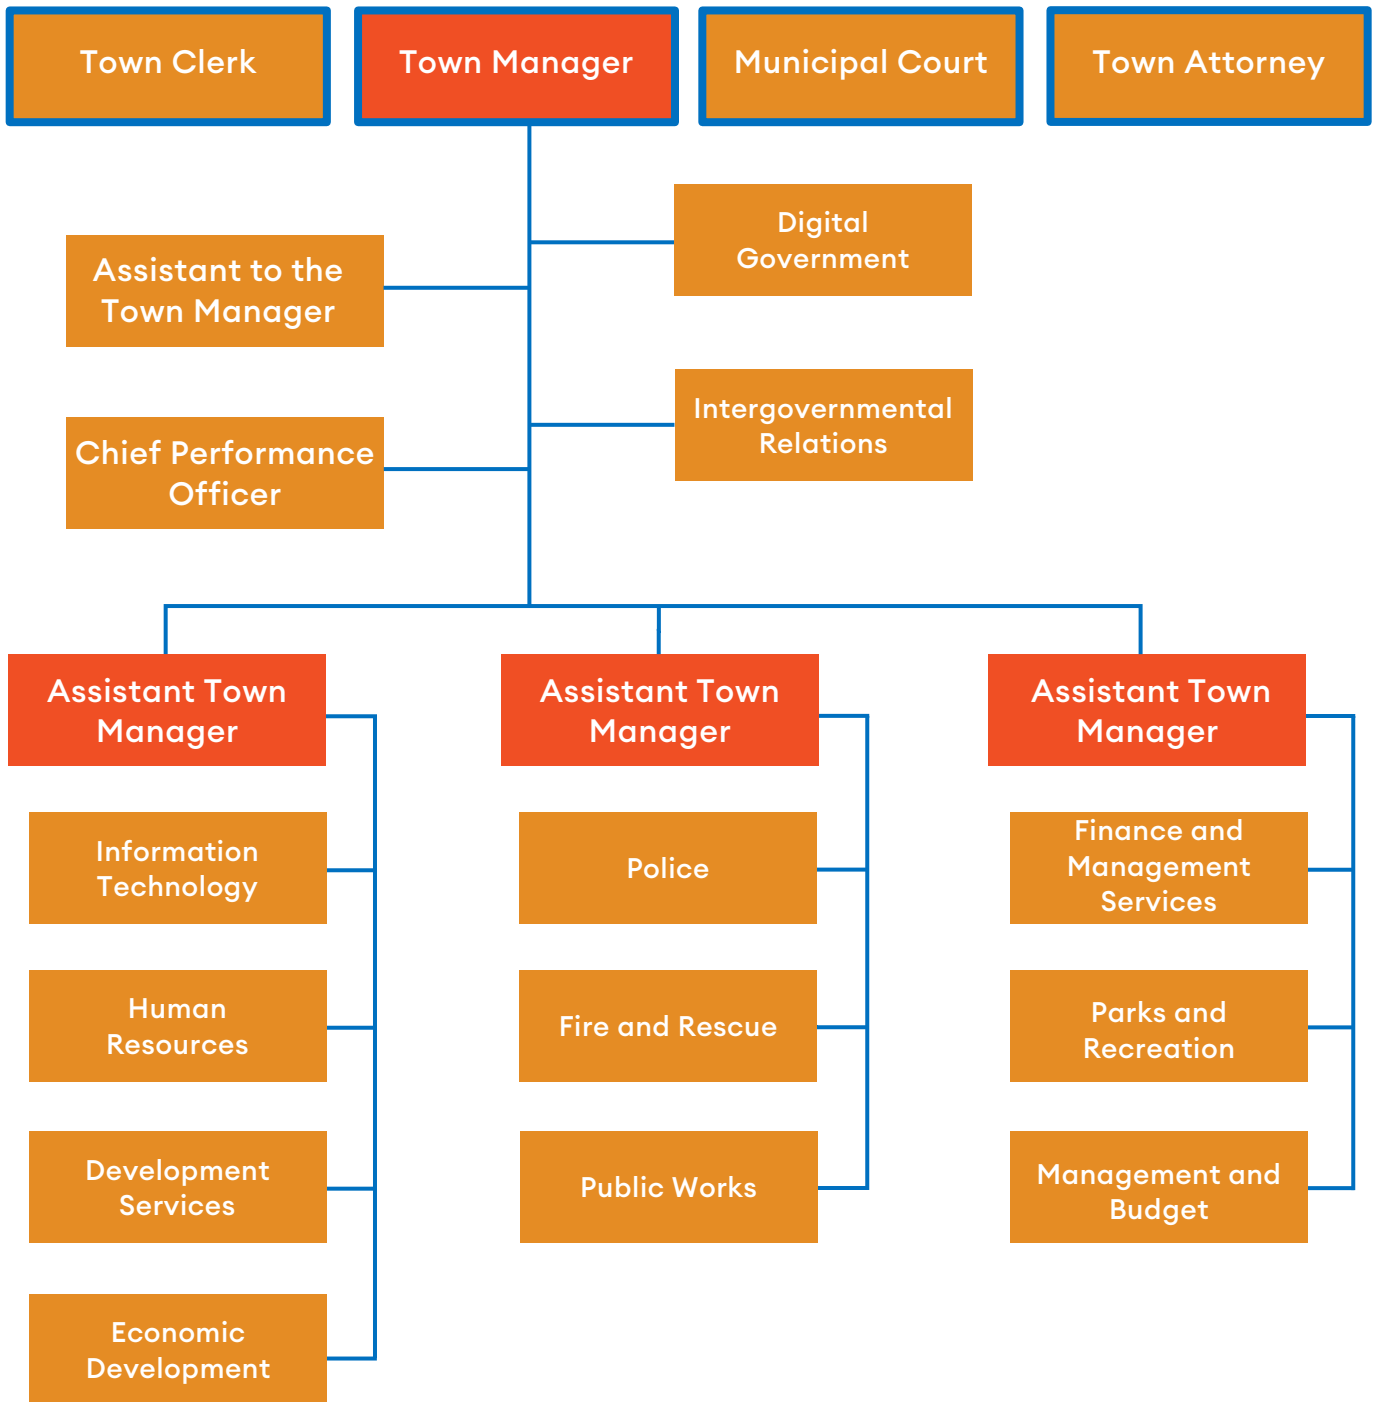 Town Clerk
Town Manager
Municipal Court
Town Attorney
Digital
Government
Assistant to the
Town Manager
Intergovernmental
Relations
Chief Performance
Officer
Assistant Town
Manager
Information
Technology
Human
Resources
Development
Services
Economic
Development
Assistant Town
Manager
Police
Fire and Rescue
Public Works
Assistant Town
Manager
Finance and
Management
Services
Parks and
Recreation
Management and
Budget